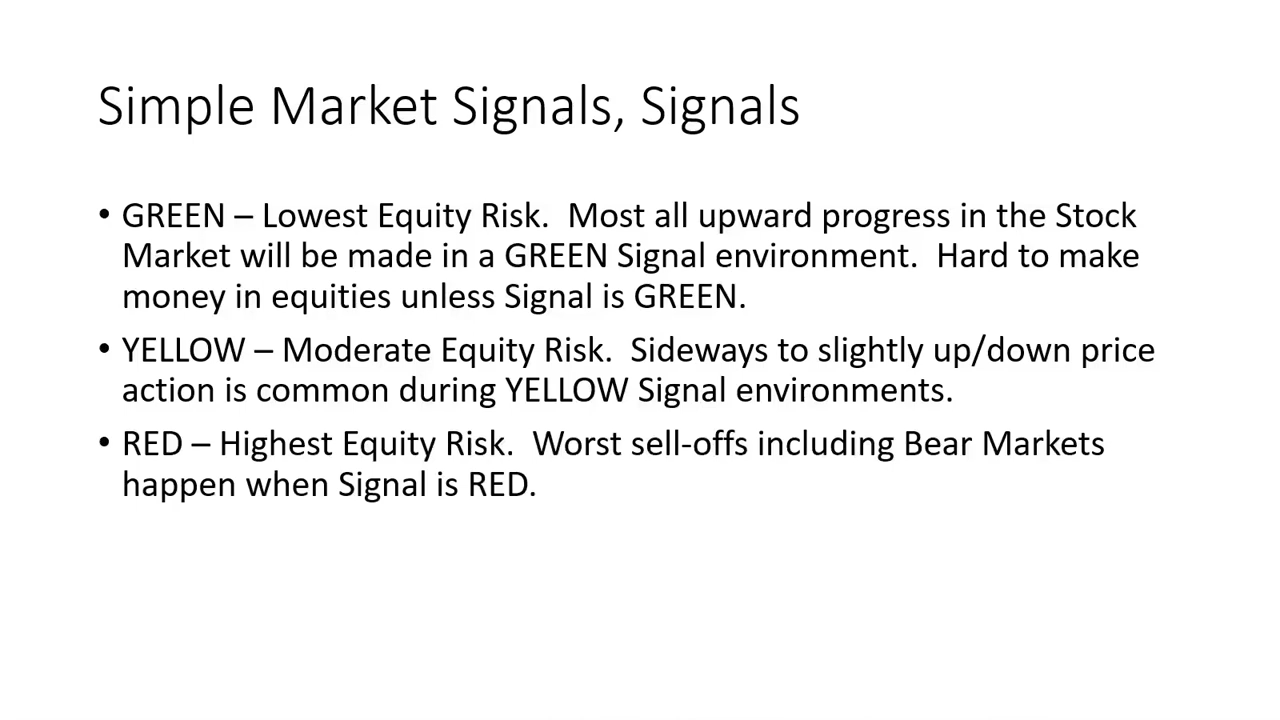 Simple Market Signals, Signals
• GREEN – Lowest Equity Risk.  Most all upward progress in the Stock
Market will be made in a GREEN Signal environment.  Hard to make
money in equities unless Signal is GREEN.
• YELLOW – Moderate Equity Risk.  Sideways to slightly up/down price
action is common during YELLOW Signal environments.
• RED – Highest Equity Risk.  Worst sell-offs including Bear Markets
happen when Signal is RED.